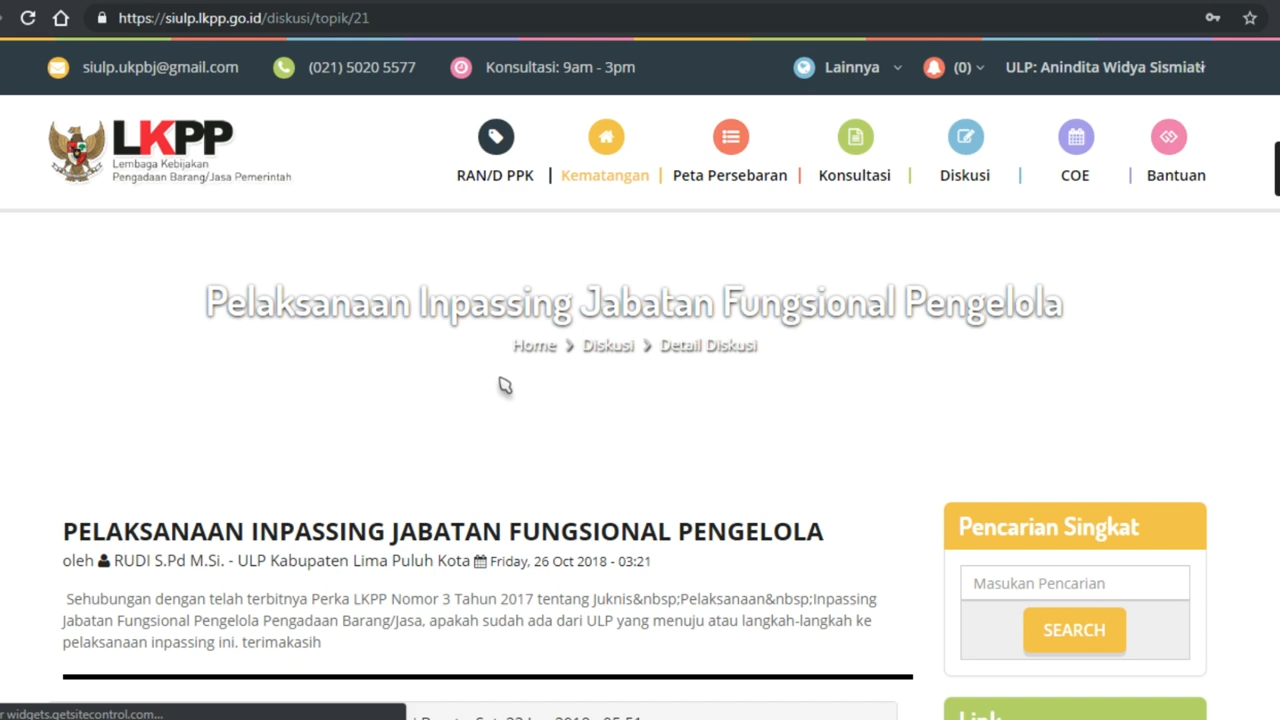 https://siulp.lkpp.go.id/diskusi/topik/21
siulp.ukpbj@gmail.com (021) 5020 5577 Konsultasi: 9am - 3pm Lainnya (0) ULP: Anindita Widya Sismiati
LKPP
Lembaga Kebijakan
Pengadaan Barang/Jasa Pemerintah
RAN/D PPK Kematangan Peta Persebaran Konsultasi Diskusi COE Bantuan
Pelaksanaan Inpassing Jabatan Fungsional Pengelola
Home > Diskusi > Detail Diskusi
PELAKSANAAN INPASSING JABATAN FUNGSIONAL PENGELOLA
oleh RUDI S.Pd M.Si. - ULP Kabupaten Lima Puluh Kota Friday, 26 Oct 2018 - 03:21
Sehubungan dengan telah terbitnya Perka LKPP Nomor 3 Tahun 2017 tentang Juknis&nbsp;Pelaksanaan&nbsp;Inpassing
Jabatan Fungsional Pengelola Pengadaan Barang/Jasa, apakah sudah ada dari ULP yang menuju atau langkah-langkah ke
pelaksanaan inpassing ini. terimakasih
Pencarian Singkat
Masukan Pencarian
SEARCH
Link
widgets.getsitecontrol.com...